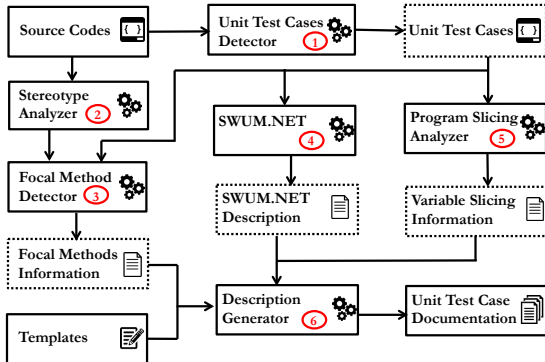 Source Codes
{ }
Unit Test Cases
Detector
1
Unit Test Cases
{ }
Stereotype
Analyzer
2
SWUM.NET
4
Program Slicing
Analyzer
5
Focal Method
Detector
3
SWUM.NET
Description
Variable Slicing
Information
Focal Methods
Information
Description
Generator
6
Unit Test Case
Documentation
Templates